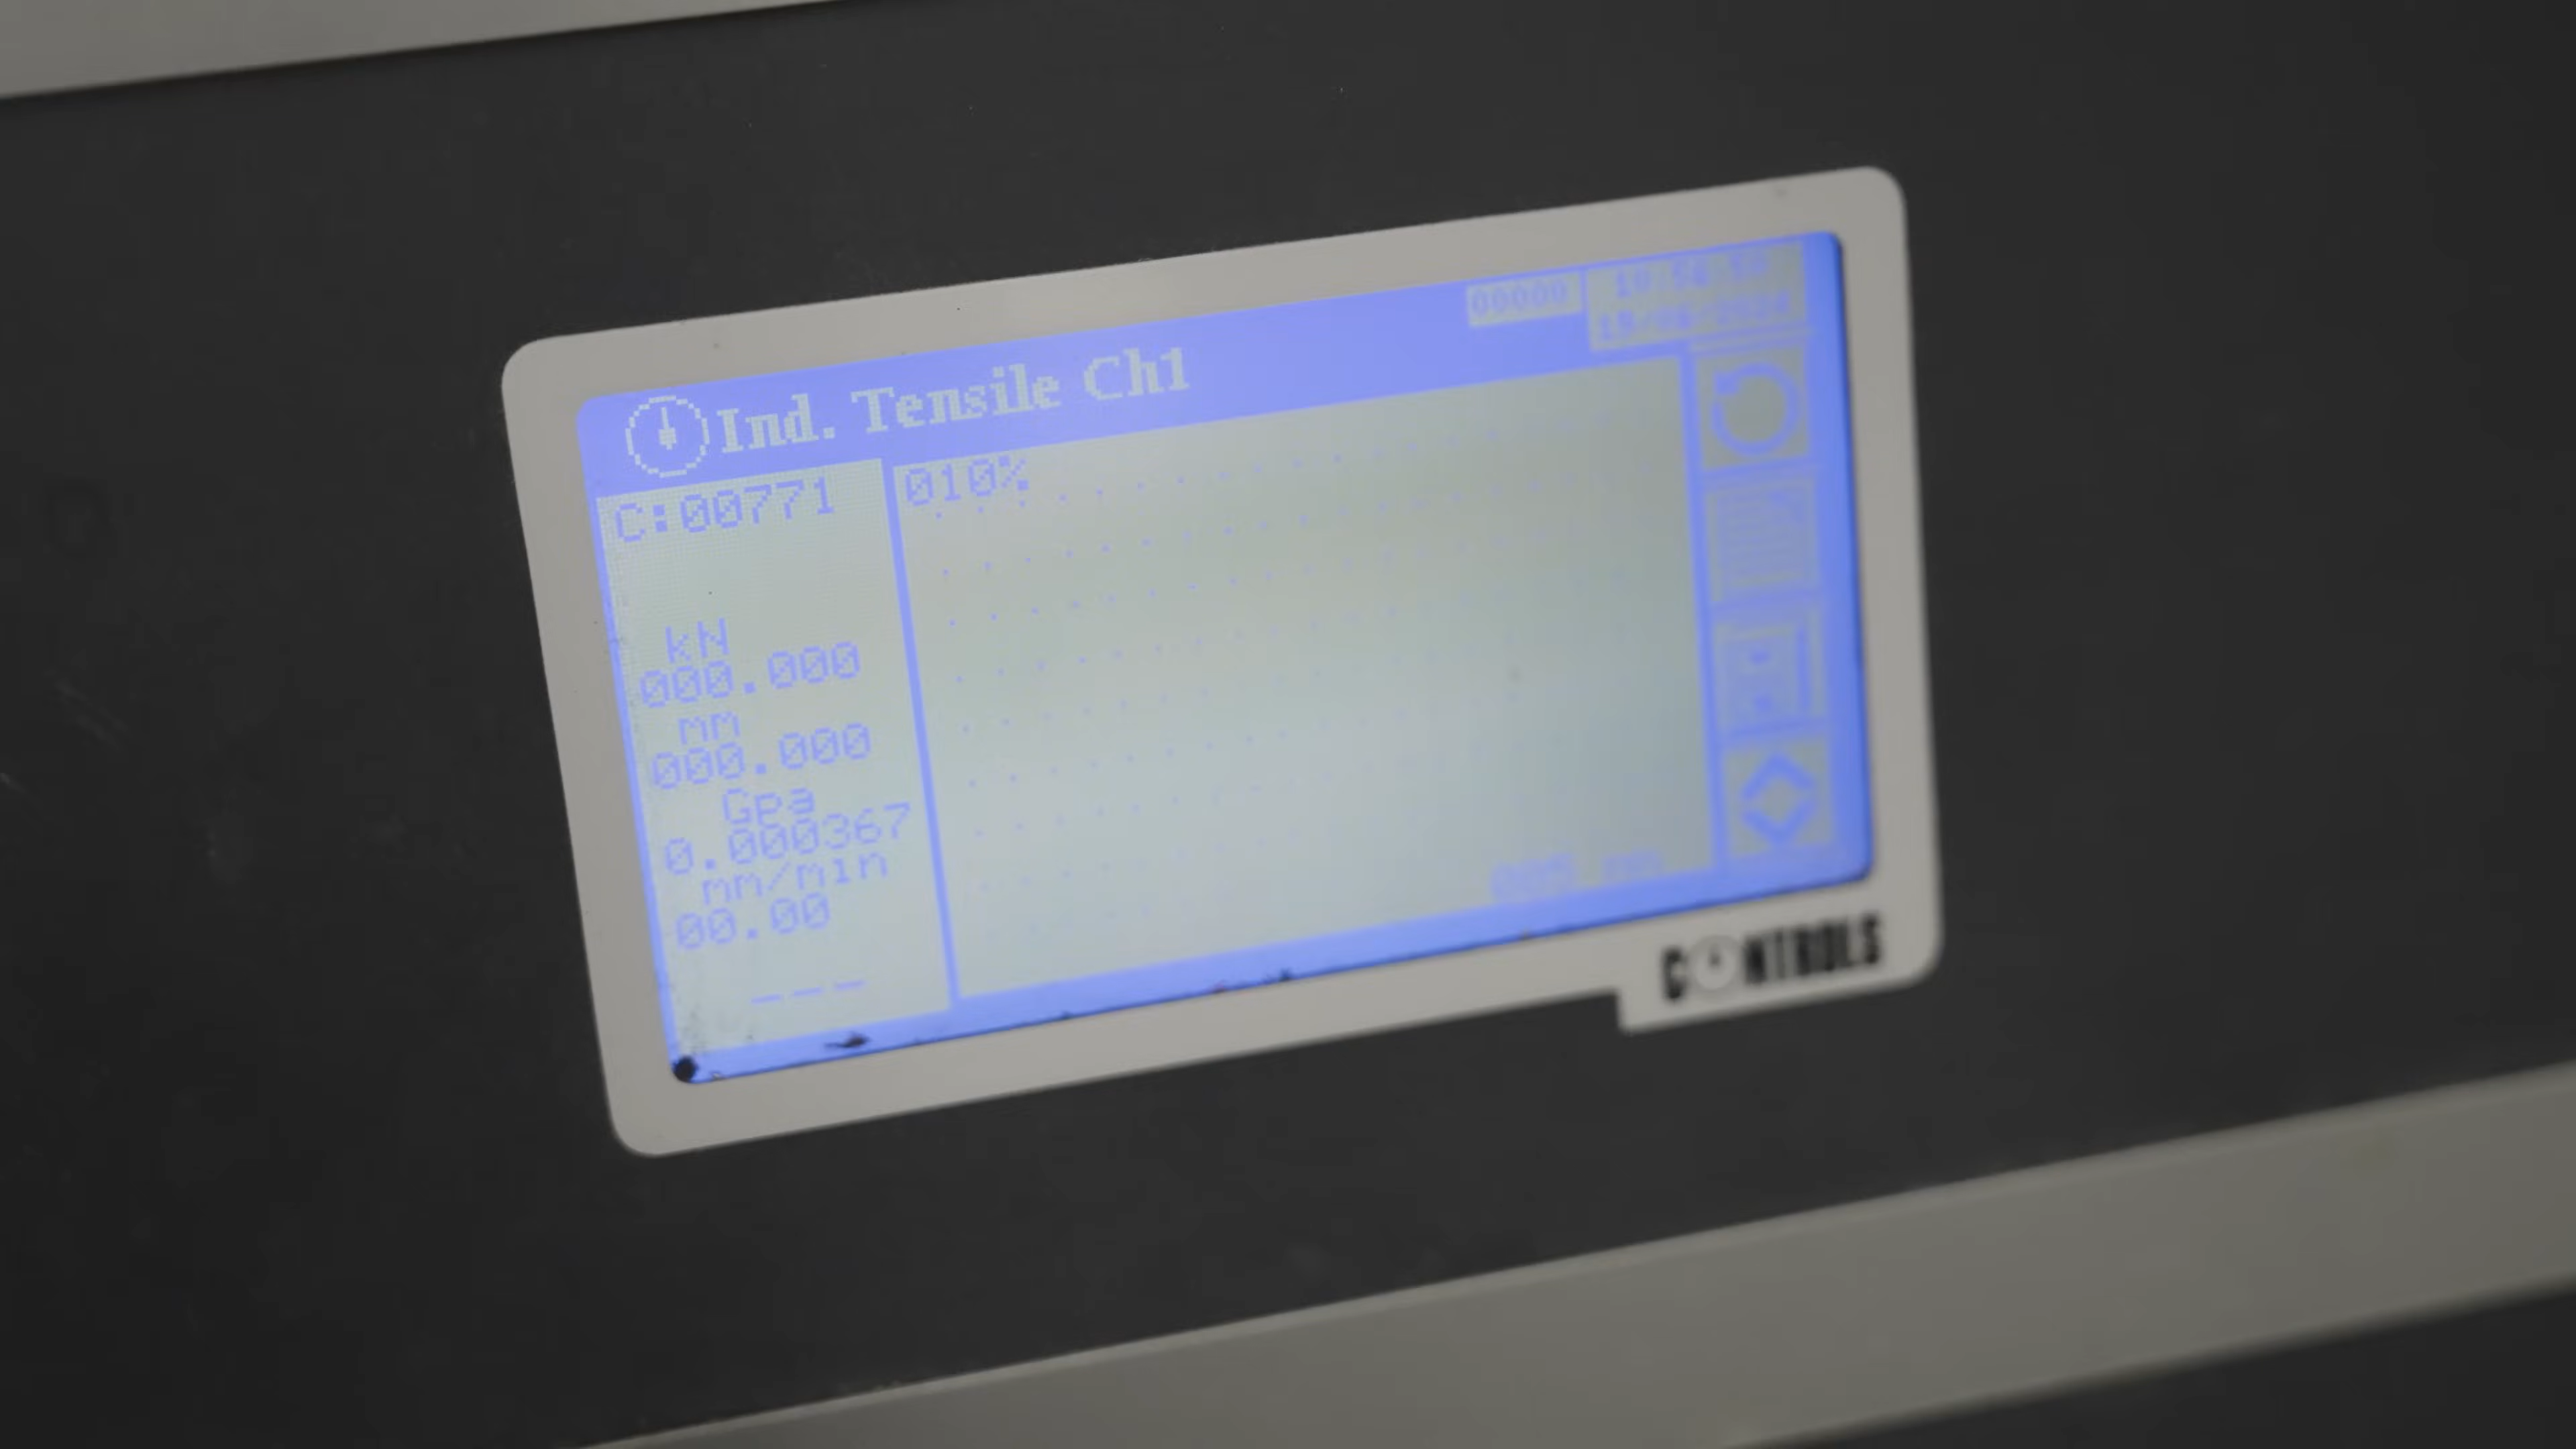 00000
Ind. Tensile Ch1
C:00771
010%
kN
000.000
mm
000.000
Gpa
0.000367
mm/min
00.00
---
CONTROLS